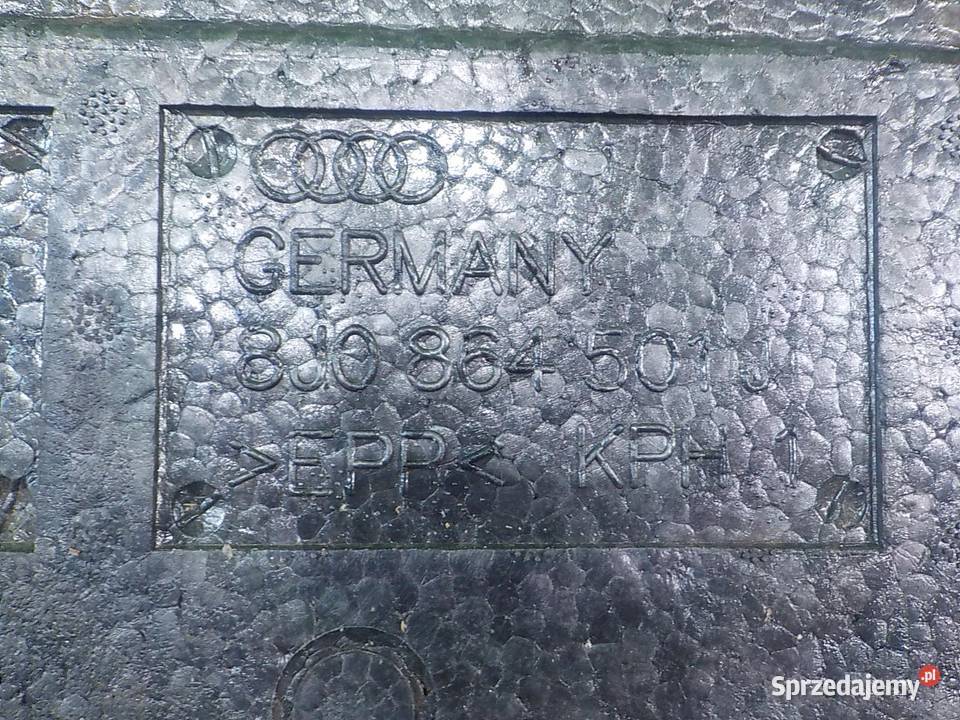 GERMANY
8J0 864 501 J
>EPP< KPH 1
Sprzedajemy.pl